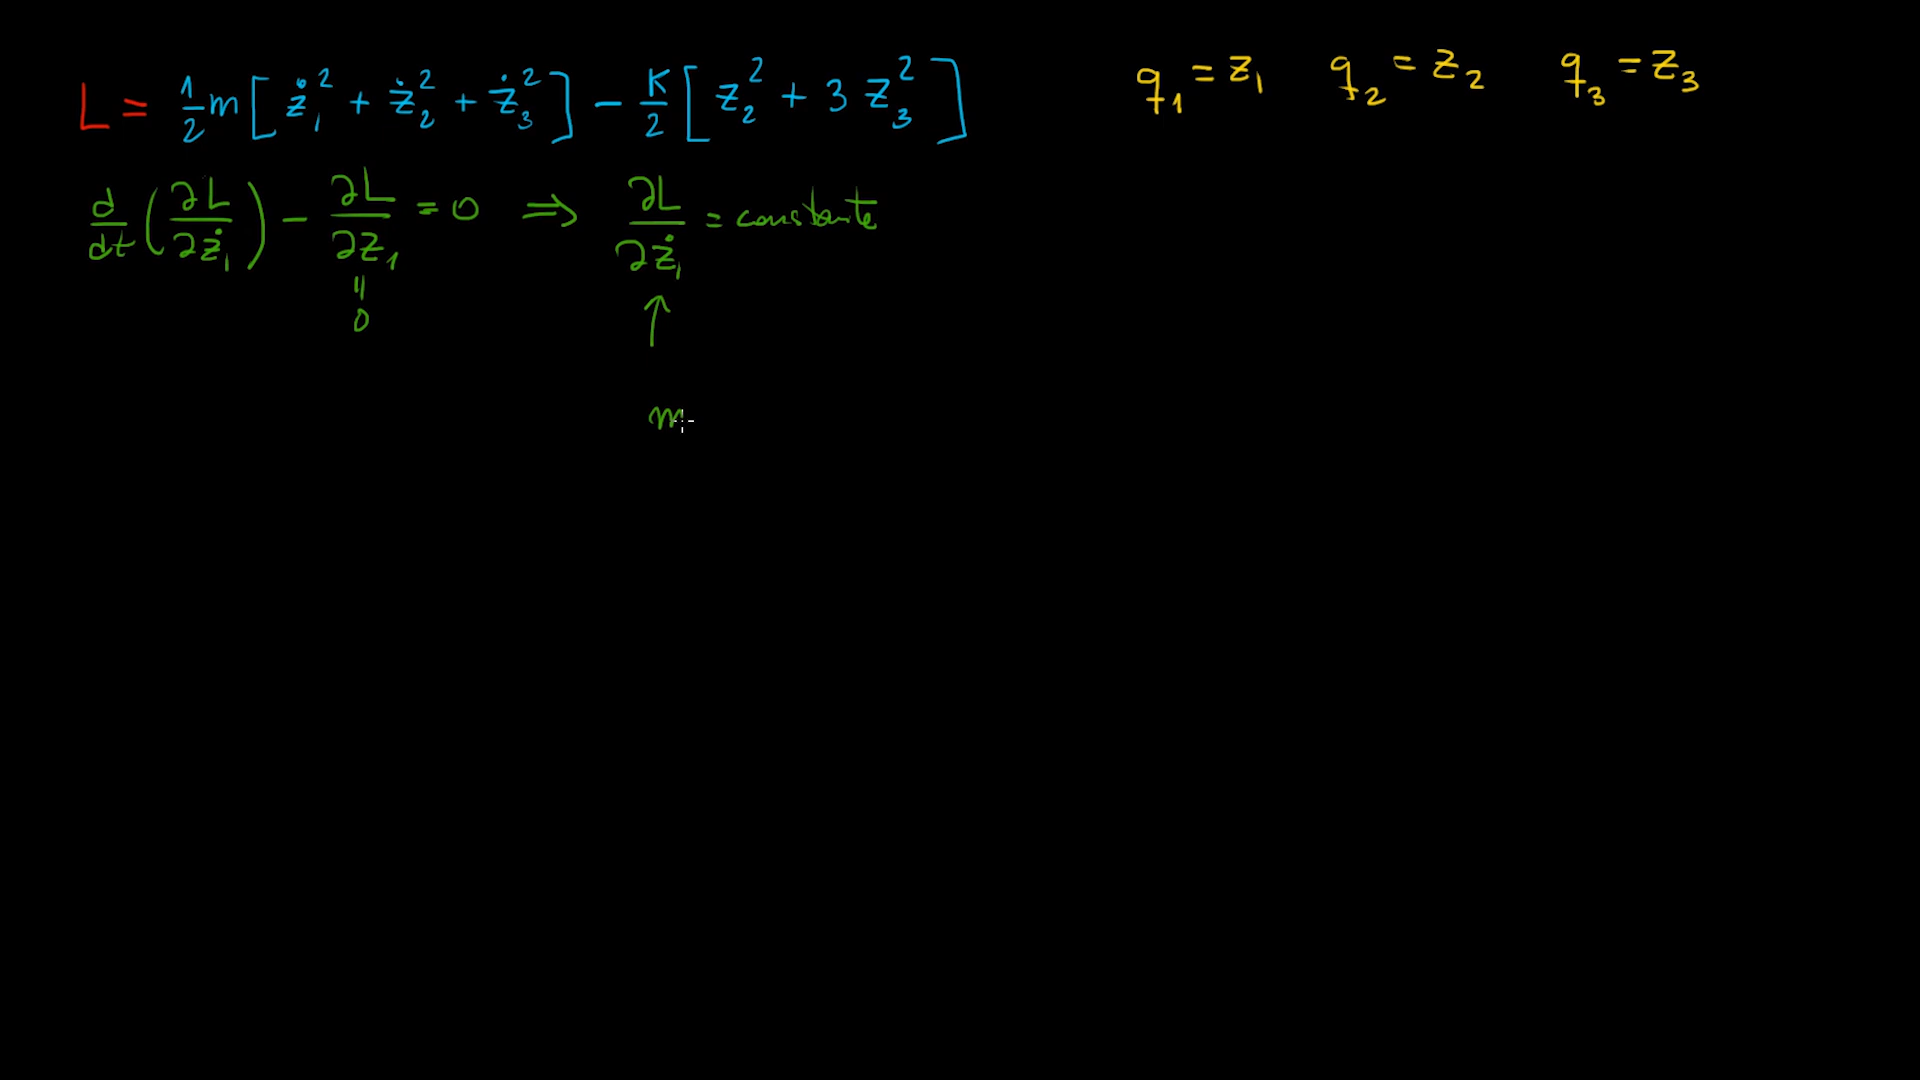 L = 1/2 m [ ż₁² + ż₂² + ż₃² ] − K/2 [ z₂² + 3 z₃² ] q₁ = z₁ q₂ = z₂ q₃ = z₃
d/dt ( ∂L/∂ż₁ ) − ∂L/∂z₁ = 0 ⇒ ∂L/∂ż₁ = constante
॥
0 ↑
m